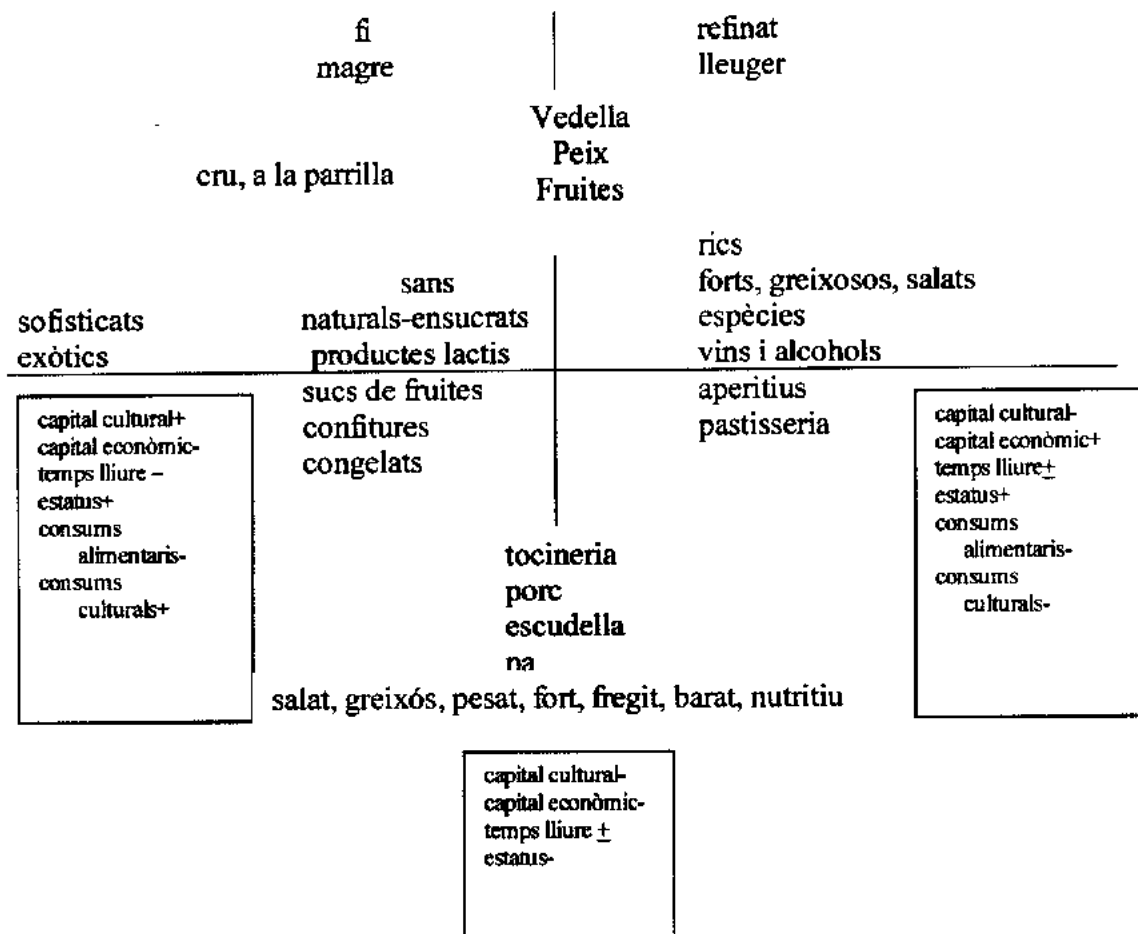 fi
magre
refinat
lleuger
Vedella
Peix
Fruites
cru, a la parrilla
sofisticats
exòtics
sans
naturals-ensucrats
productes lactis
sucs de fruites
confitures
congelats
rics
forts, greixosos, salats
espècies
vins i alcohols
aperitius
pastisseria
capital cultural+
capital econòmic-
temps lliure –
estatus+
consums
alimentaris-
consums
culturals+
tocineria
porc
escudella
pa
salat, greixós, pesat, fort, fregit, barat, nutritiu
capital cultural-
capital econòmic+
temps lliure±
estatus+
consums
alimentaris-
consums
culturals-
capital cultural-
capital econòmic-
temps lliure ±
estatus-